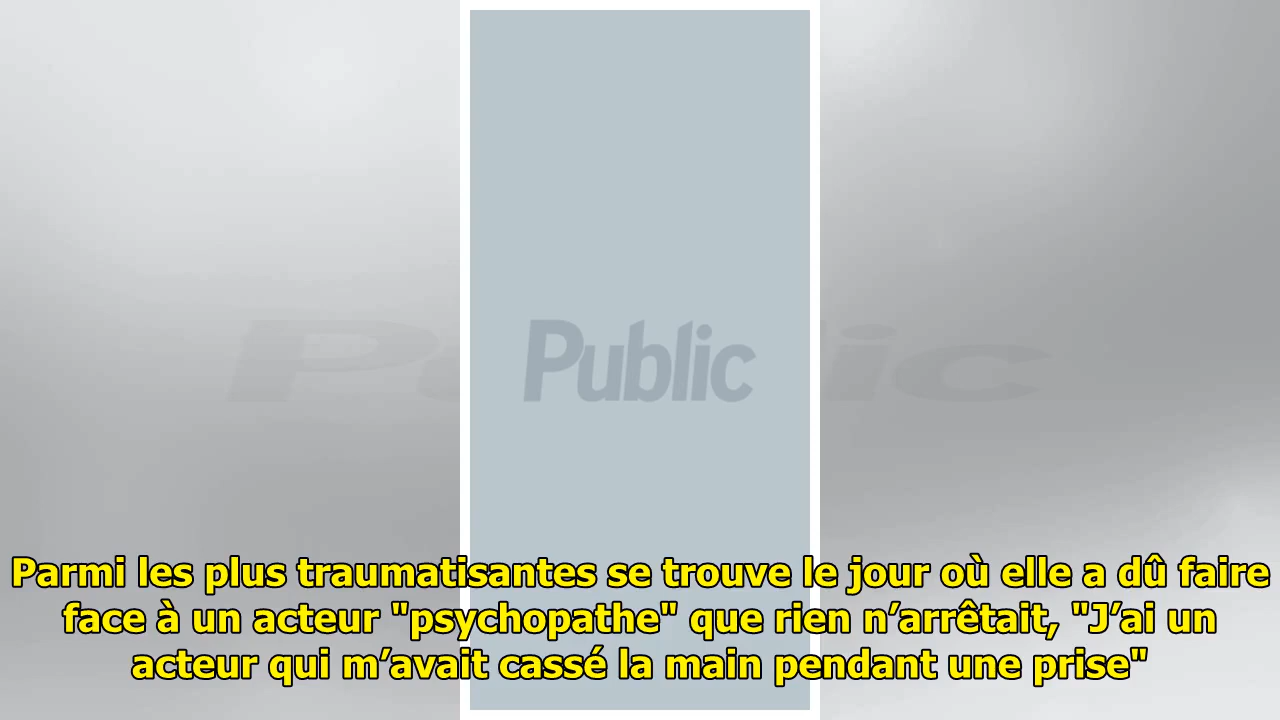 Public
Parmi les plus traumatisantes se trouve le jour où elle a dû faire
face à un acteur "psychopathe" que rien n’arrêtait, "J’ai un
acteur qui m’avait cassé la main pendant une prise"